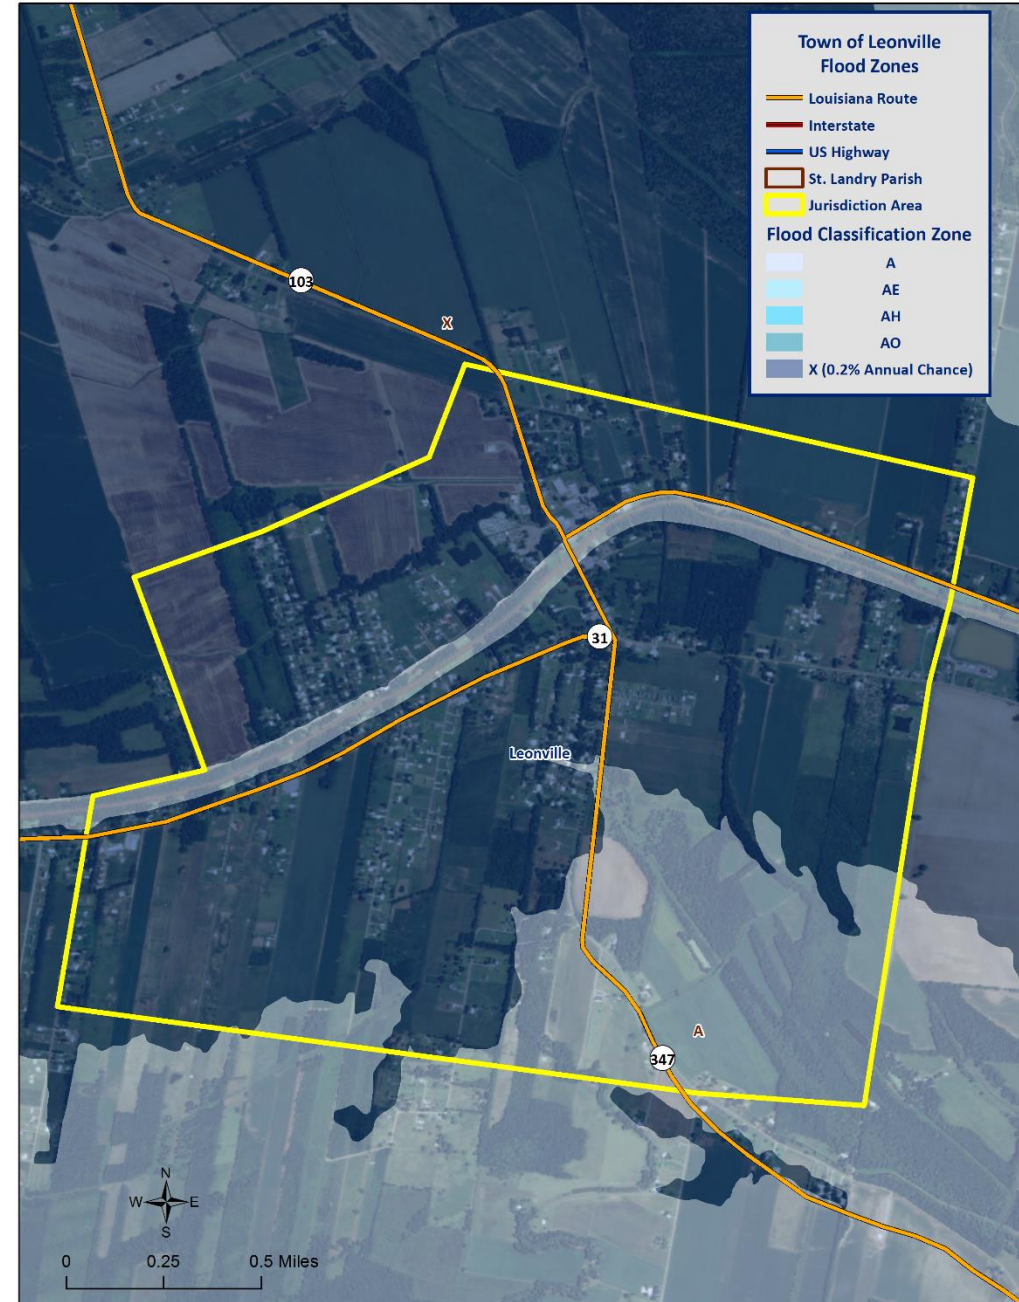 Town of Leonville
Flood Zones
Louisiana Route
Interstate
US Highway
St. Landry Parish
Jurisdiction Area
Flood Classification Zone
A
AE
AH
AO
X (0.2% Annual Chance)
103
X
31
Leonville
A
347
N
W E
S
0 0.25 0.5 Miles